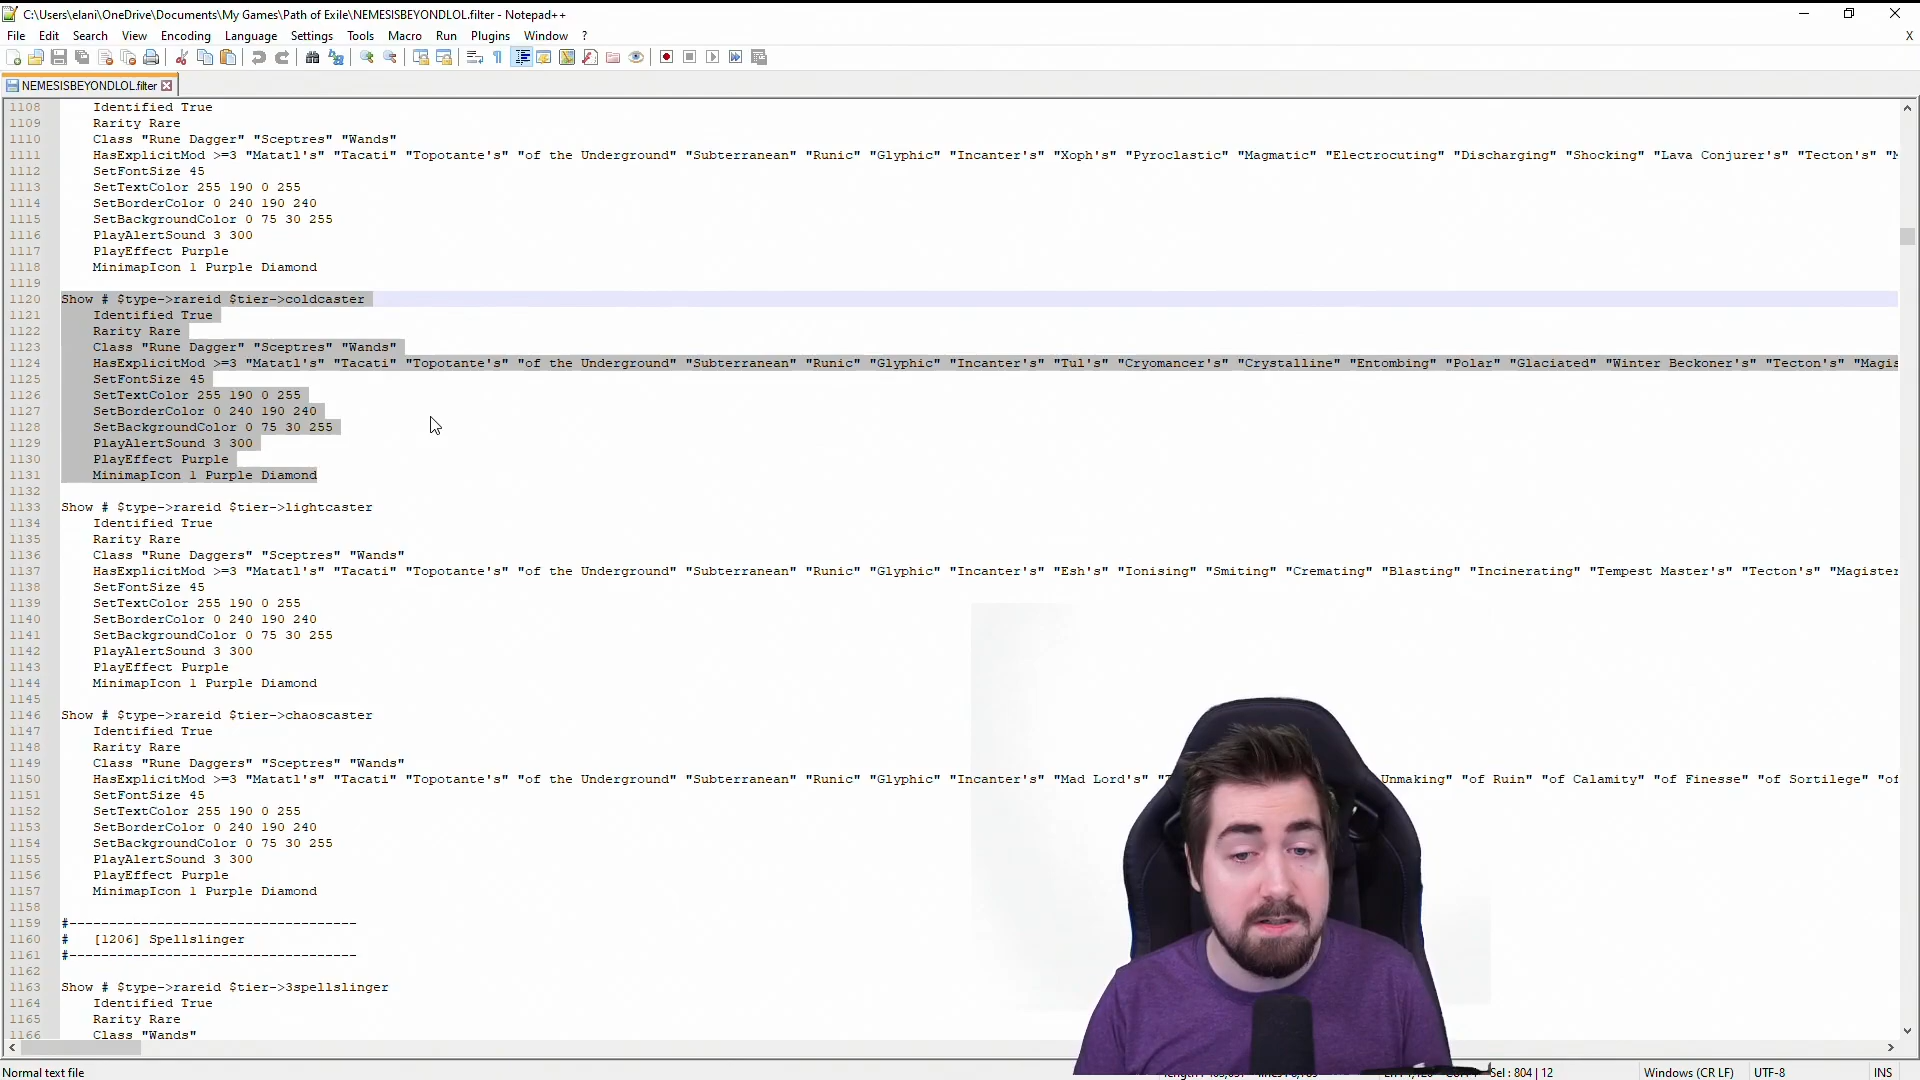 C:\Users\elani\OneDrive\Documents\My Games\Path of Exile\NEMESISBEYONDLOL.filter - Notepad++
File Edit Search View Encoding Language Settings Tools Macro Run Plugins Window ? X
NEMESISBEYONDLOL.filter
1108 Identified True
1109 Rarity Rare
1110 Class "Rune Dagger" "Sceptres" "Wands"
1111 HasExplicitMod >=3 "Matatl's" "Tacati" "Topotante's" "of the Underground" "Subterranean" "Runic" "Glyphic" "Incanter's" "Xoph's" "Pyroclastic" "Magmatic" "Electrocuting" "Discharging" "Shocking" "Lava Conjurer's" "Tecton's"
1112 SetFontSize 45
1113 SetTextColor 255 190 0 255
1114 SetBorderColor 0 240 190 240
1115 SetBackgroundColor 0 75 30 255
1116 PlayAlertSound 3 300
1117 PlayEffect Purple
1118 MinimapIcon 1 Purple Diamond
1119
1120 Show # $type->rareid $tier->coldcaster
1121 Identified True
1122 Rarity Rare
1123 Class "Rune Dagger" "Sceptres" "Wands"
1124 HasExplicitMod >=3 "Matatl's" "Tacati" "Topotante's" "of the Underground" "Subterranean" "Runic" "Glyphic" "Incanter's" "Tul's" "Cryomancer's" "Crystalline" "Entombing" "Polar" "Glaciated" "Winter Beckoner's" "Tecton's" "Magis
1125 SetFontSize 45
1126 SetTextColor 255 190 0 255
1127 SetBorderColor 0 240 190 240
1128 SetBackgroundColor 0 75 30 255
1129 PlayAlertSound 3 300
1130 PlayEffect Purple
1131 MinimapIcon 1 Purple Diamond
1132
1133 Show # $type->rareid $tier->lightcaster
1134 Identified True
1135 Rarity Rare
1136 Class "Rune Daggers" "Sceptres" "Wands"
1137 HasExplicitMod >=3 "Matatl's" "Tacati" "Topotante's" "of the Underground" "Subterranean" "Runic" "Glyphic" "Incanter's" "Esh's" "Ionising" "Smiting" "Cremating" "Blasting" "Incinerating" "Tempest Master's" "Tecton's" "Magister
1138 SetFontSize 45
1139 SetTextColor 255 190 0 255
1140 SetBorderColor 0 240 190 240
1141 SetBackgroundColor 0 75 30 255
1142 PlayAlertSound 3 300
1143 PlayEffect Purple
1144 MinimapIcon 1 Purple Diamond
1145
1146 Show # $type->rareid $tier->chaoscaster
1147 Identified True
1148 Rarity Rare
1149 Class "Rune Daggers" "Sceptres" "Wands"
1150 HasExplicitMod >=3 "Matatl's" "Tacati" "Topotante's" "of the Underground" "Subterranean" "Runic" "Glyphic" "Incanter's" "Mad Lord's" Unmaking" "of Ruin" "of Calamity" "of Finesse" "of Sortilege" "of
1151 SetFontSize 45
1152 SetTextColor 255 190 0 255
1153 SetBorderColor 0 240 190 240
1154 SetBackgroundColor 0 75 30 255
1155 PlayAlertSound 3 300
1156 PlayEffect Purple
1157 MinimapIcon 1 Purple Diamond
1158
1159 #-----------------------------------
1160 # [1206] Spellslinger
1161 #-----------------------------------
1162
1163 Show # $type->rareid $tier->3spellslinger
1164 Identified True
1165 Rarity Rare
1166 Class "Wands"
Normal text file Sel : 804 | 12 Windows (CR LF) UTF-8 INS